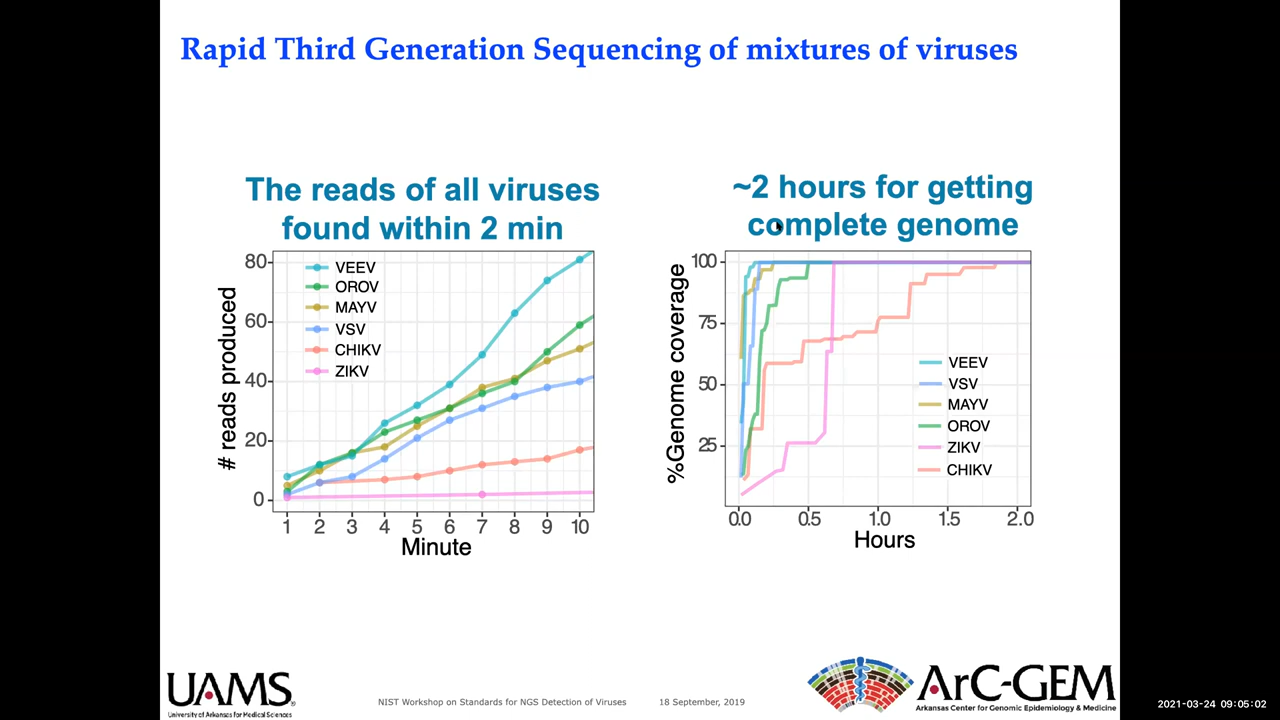 Rapid Third Generation Sequencing of mixtures of viruses
The reads of all viruses
found within 2 min
# reads produced
80
60
40
20
0
VEEV
OROV
MAYV
VSV
CHIKV
ZIKV
1 2 3 4 5 6 7 8 9 10
Minute
~2 hours for getting
complete genome
%Genome coverage
100
75
50
25
VEEV
VSV
MAYV
OROV
ZIKV
CHIKV
0.0 0.5 1.0 1.5 2.0
Hours
UAMS
University of Arkansas for Medical Sciences
NIST Workshop on Standards for NGS Detection of Viruses 18 September, 2019
ArC-GEM
Arkansas Center for Genomic Epidemiology & Medicine
2021-03-24 09:05:02